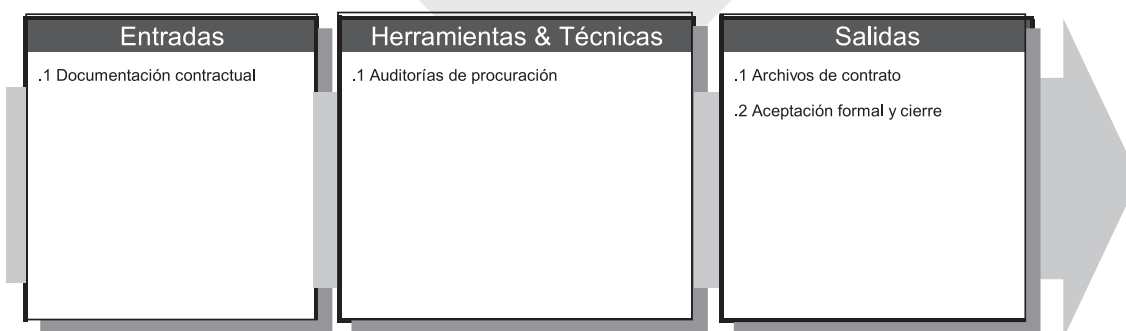 Entradas
.1 Documentación contractual
Herramientas & Técnicas
.1 Auditorías de procuración
Salidas
.1 Archivos de contrato
.2 Aceptación formal y cierre